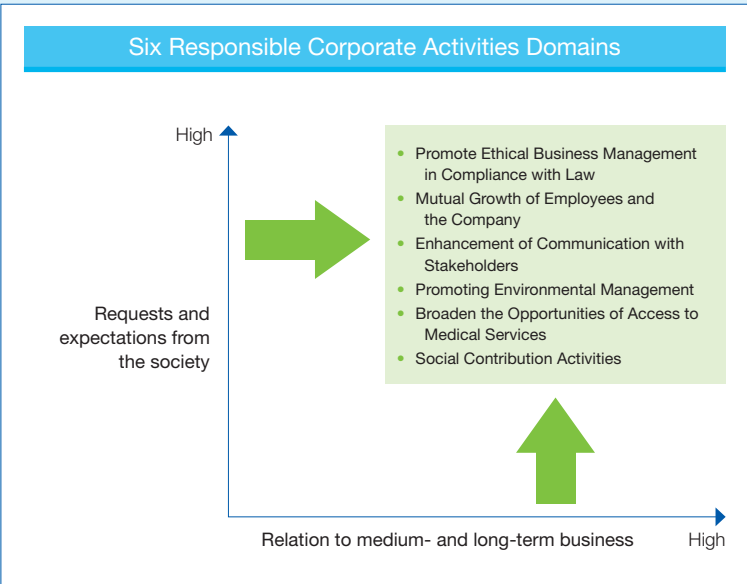 Six Responsible Corporate Activities Domains
High
• Promote Ethical Business Management
in Compliance with Law
• Mutual Growth of Employees and
the Company
• Enhancement of Communication with
Stakeholders
• Promoting Environmental Management
• Broaden the Opportunities of Access to
Medical Services
• Social Contribution Activities
Requests and
expectations from
the society
Relation to medium- and long-term business
High